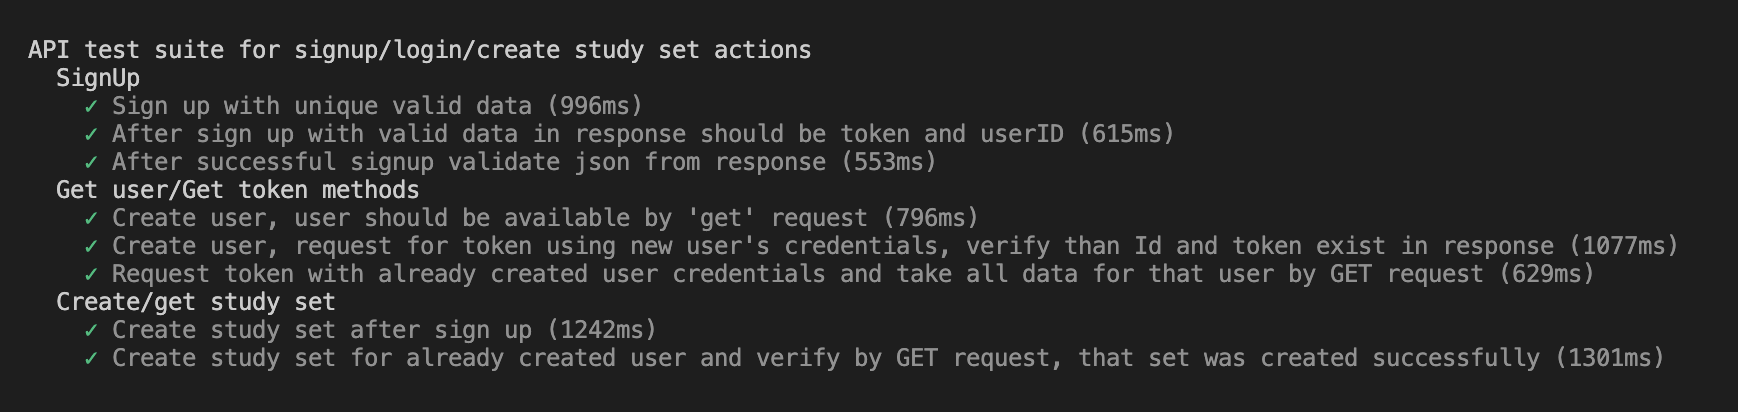 API test suite for signup/login/create study set actions
SignUp
✓ Sign up with unique valid data (996ms)
✓ After sign up with valid data in response should be token and userID (615ms)
✓ After successful signup validate json from response (553ms)
Get user/Get token methods
✓ Create user, user should be available by 'get' request (796ms)
✓ Create user, request for token using new user's credentials, verify than Id and token exist in response (1077ms)
✓ Request token with already created user credentials and take all data for that user by GET request (629ms)
Create/get study set
✓ Create study set after sign up (1242ms)
✓ Create study set for already created user and verify by GET request, that set was created successfully (1301ms)